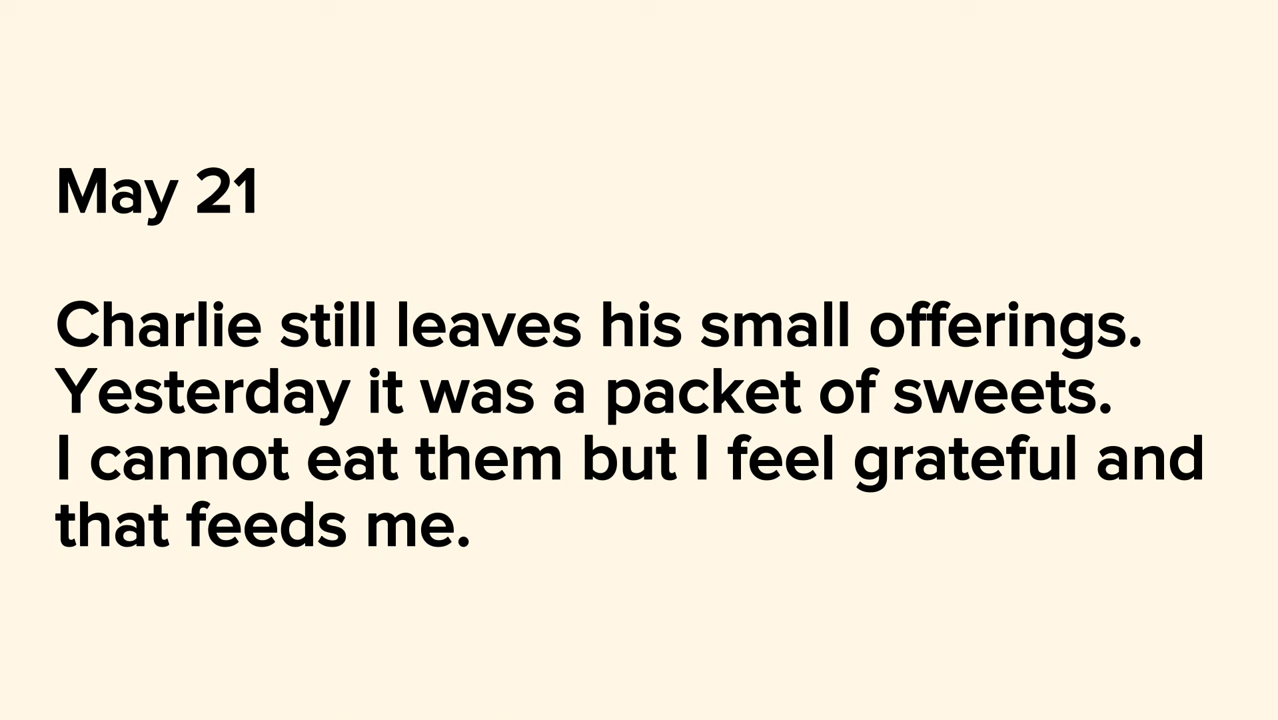 May 21
Charlie still leaves his small offerings.
Yesterday it was a packet of sweets.
I cannot eat them but I feel grateful and
that feeds me.